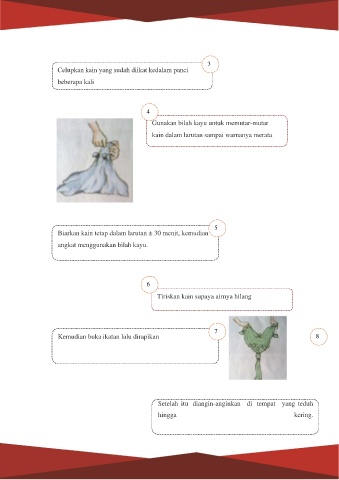 3
Celupkan kain yang sudah diikat kedalam panci
beberapa kali
4
Gunakan bilah kayu untuk memutar-mutar
kain dalam larutan sampai warnanya merata
5
Biarkan kain tetap dalam larutan ± 30 menit, kemudian
angkat menggunakan bilah kayu.
6
Tiriskan kain supaya airnya hilang
7
Kemudian buka ikatan lalu dirapikan
8
Setelah itu diangin-anginkan di tempat yang teduh
hingga kering.